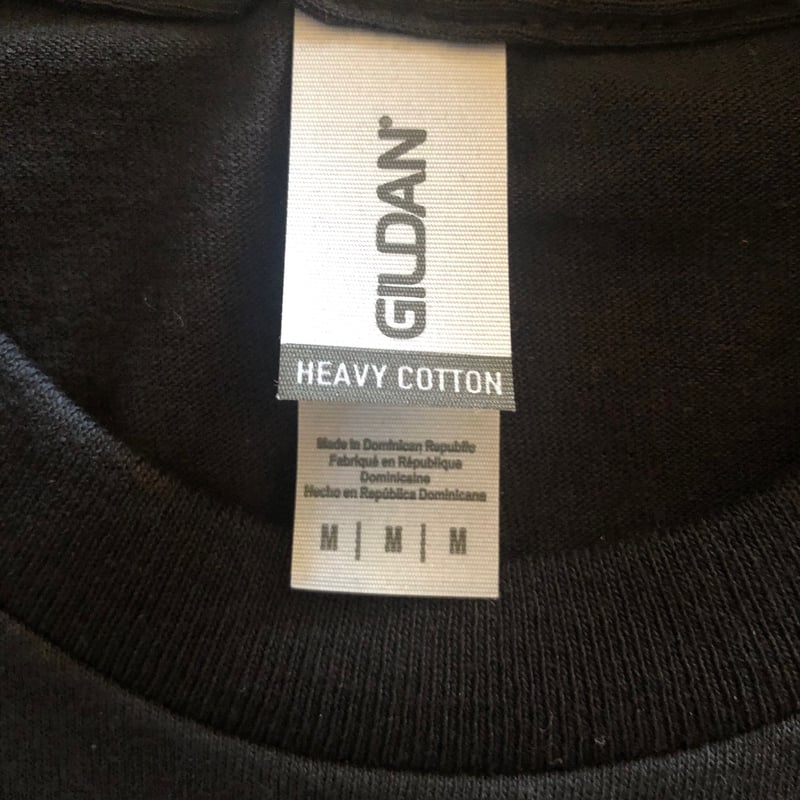 GILDAN®
HEAVY COTTON
Made in Dominican Republic
Fabriqué en République
Dominicaine
Hecho en República Dominicana
M | M | M